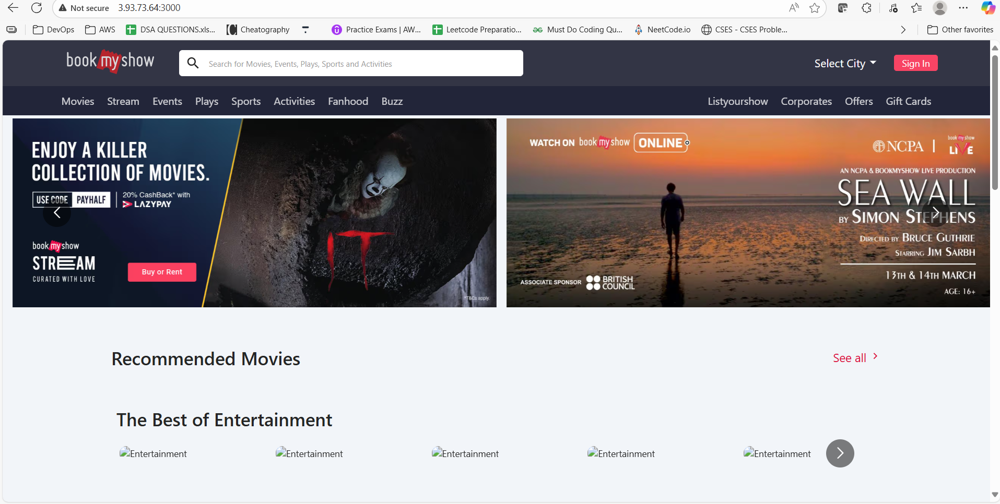 Not secure 3.93.73.64:3000
DevOps AWS DSA QUESTIONS.xls... Cheatography Practice Exams | AW... Leetcode Preparatio... Must Do Coding Qu... NeetCode.io CSES - CSES Proble... Other favorites
book my show Search for Movies, Events, Plays, Sports and Activities Select City Sign In
Movies Stream Events Plays Sports Activities Fanhood Buzz Listyourshow Corporates Offers Gift Cards
ENJOY A KILLER
COLLECTION OF MOVIES.
USE CODE PAYHALF 20% CashBack* with
LAZYPAY
book my show
STREAM
CURATED WITH LOVE
Buy or Rent
IT
*T&Cs apply.
WATCH ON book my show ONLINE
NCPA | book my show
LIVE
AN NCPA & BOOKMYSHOW LIVE PRODUCTION
SEA WALL
BY SIMON STEPHENS
DIRECTED BY BRUCE GUTHRIE
STARRING JIM SARBH
13TH & 14TH MARCH
AGE: 16+
ASSOCIATE SPONSOR BRITISH
COUNCIL
Recommended Movies See all
The Best of Entertainment
Entertainment Entertainment Entertainment Entertainment Entertainment